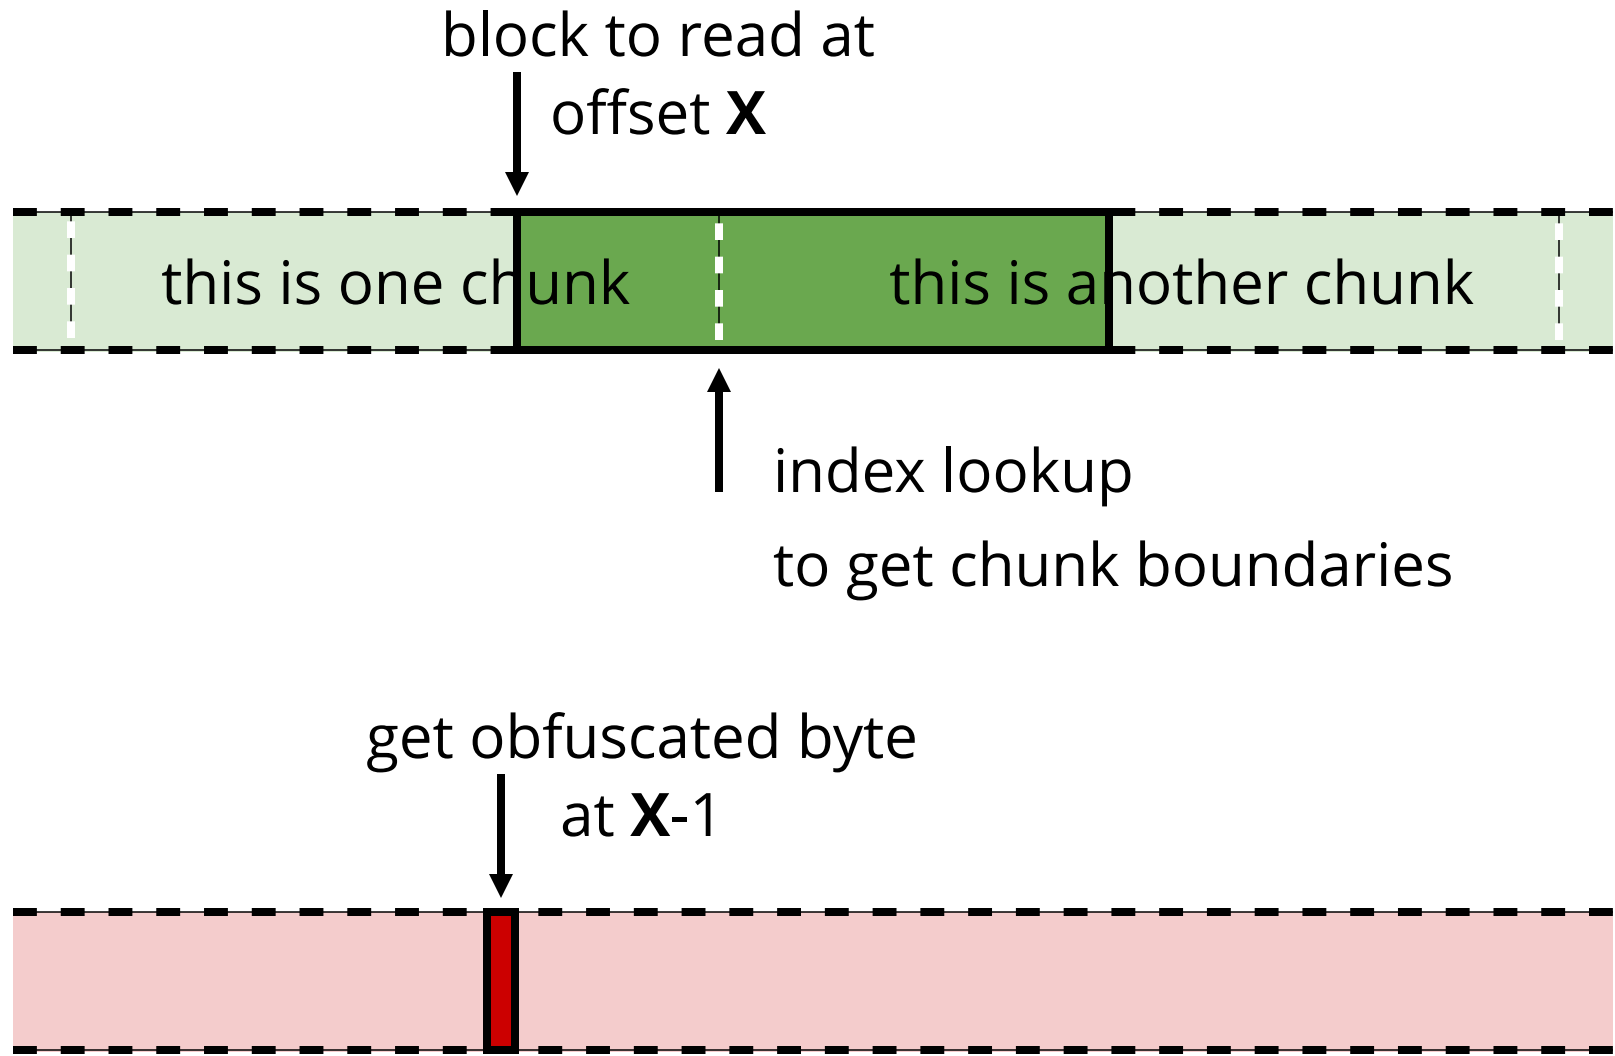 block to read at
offset X
this is one chunk
this is another chunk
index lookup
to get chunk boundaries
get obfuscated byte
at X-1